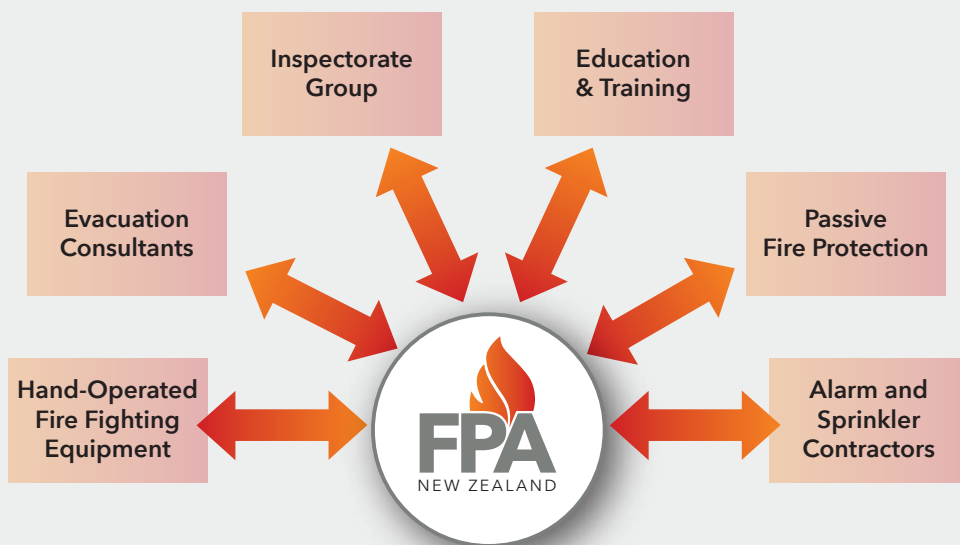 Inspectorate
Group
Education
& Training
Evacuation
Consultants
Passive
Fire Protection
Hand-Operated
Fire Fighting
Equipment
Alarm and
Sprinkler
Contractors
FPA
NEW ZEALAND